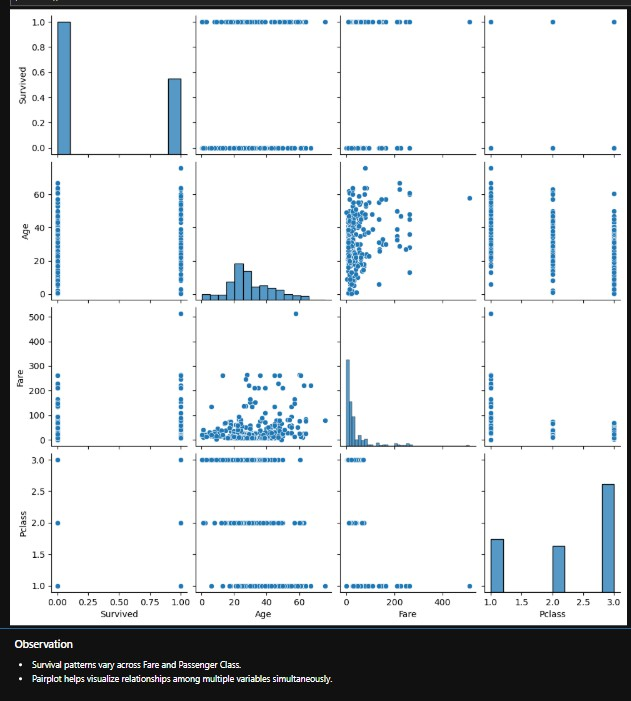 1.0
0.8
0.6
0.4
0.2
0.0
Survived
60
40
20
0
Age
500
400
300
200
100
0
Fare
3.0
2.5
2.0
1.5
1.0
Pclass
0.00 0.25 0.50 0.75 1.00
Survived
0 20 40 60
Age
0 200 400
Fare
1.0 1.5 2.0 2.5 3.0
Pclass
Observation
• Survival patterns vary across Fare and Passenger Class.
• Pairplot helps visualize relationships among multiple variables simultaneously.